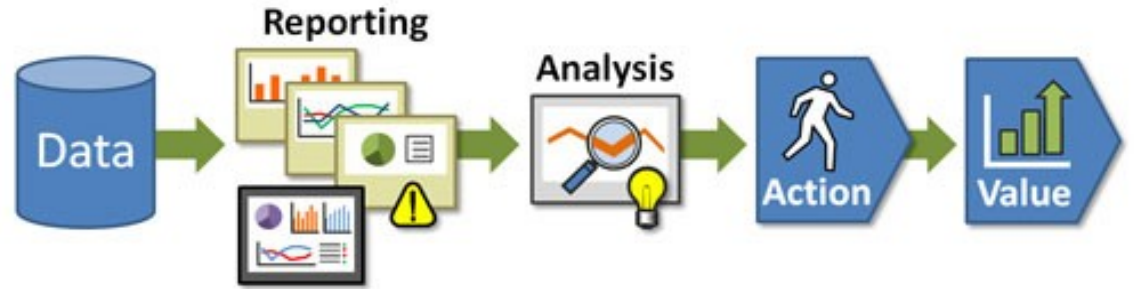 Reporting
Analysis
Data
!
Action
Value